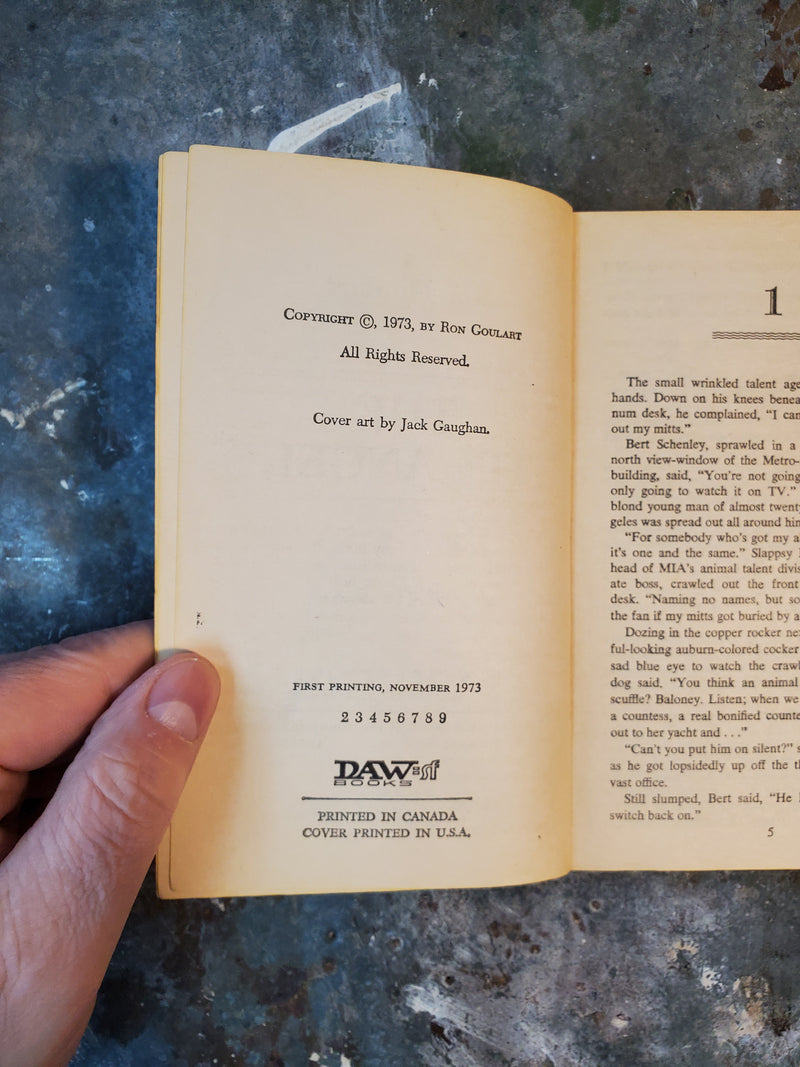 COPYRIGHT ©, 1973, BY RON GOULART
All Rights Reserved.
Cover art by Jack Gaughan.
FIRST PRINTING, NOVEMBER 1973
2 3 4 5 6 7 8 9
DAW sf
BOOKS
PRINTED IN CANADA
COVER PRINTED IN U.S.A.
1
The small wrinkled talent age
hands. Down on his knees benea
num desk, he complained, “I can
out my mitts.”
Bert Schenley, sprawled in a
north view-window of the Metro-
building, said, “You’re not going
only going to watch it on TV.”
blond young man of almost twenty
geles was spread out all around him
“For somebody who’s got my a
it’s one and the same.” Slappsy
head of MIA’s animal talent divis
ate boss, crawled out the front
desk. “Naming no names, but so
the fan if my mitts got buried by a
Dozing in the copper rocker ne
ful-looking auburn-colored cocker
sad blue eye to watch the crawl
dog said. “You think an animal
scuffle? Baloney. Listen; when we
a countess, a real bonified counte
out to her yacht and . . .”
“Can’t you put him on silent?” s
as he got lopsidedly up off the th
vast office.
Still slumped, Bert said, “He
switch back on.”
5